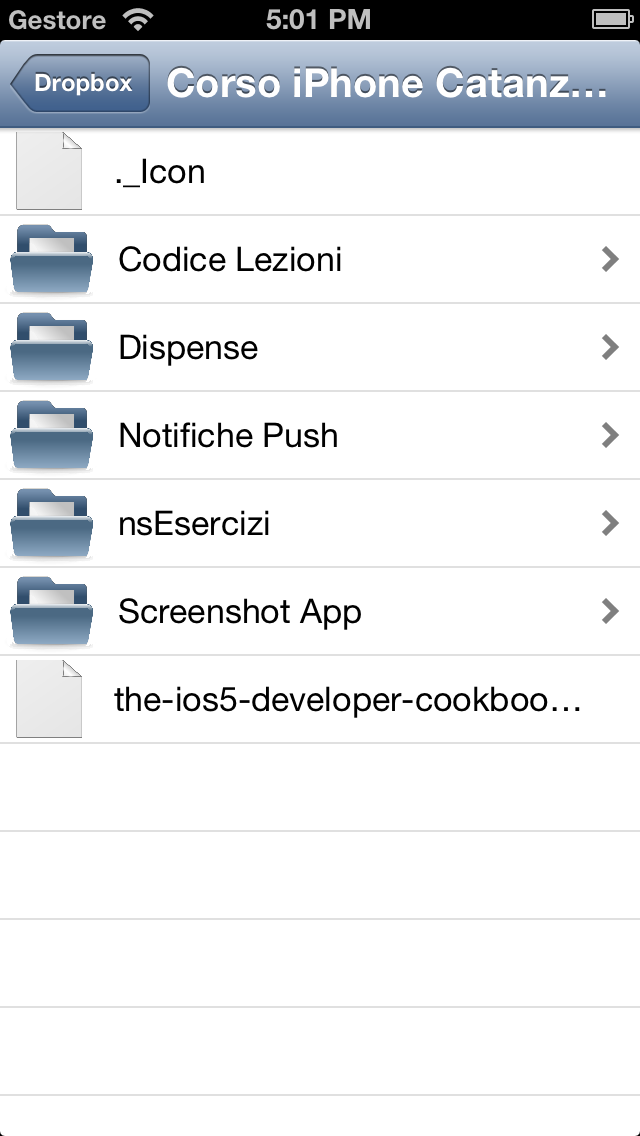 Gestore 5:01 PM
Dropbox Corso iPhone Catanz...
._Icon
Codice Lezioni
Dispense
Notifiche Push
nsEsercizi
Screenshot App
the-ios5-developer-cookboo...